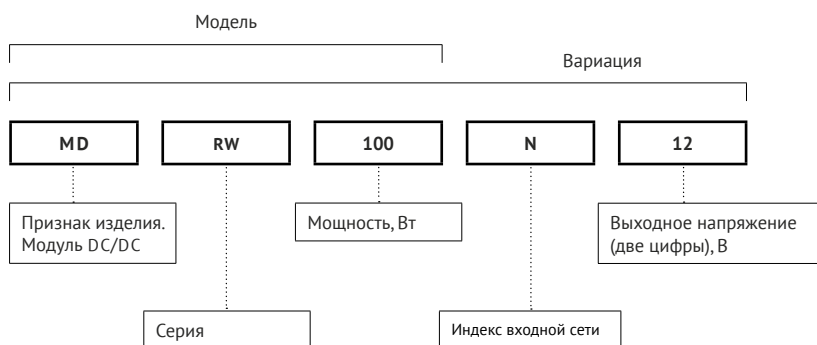 Модель
Вариация
MD RW 100 N 12
Признак изделия.
Модуль DC/DC
Мощность, Вт
Выходное напряжение
(две цифры), В
Серия
Индекс входной сети